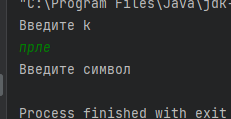 "C:\Program Files\Java\jdk-
Введите k
прле
Введите символ
Process finished with exit